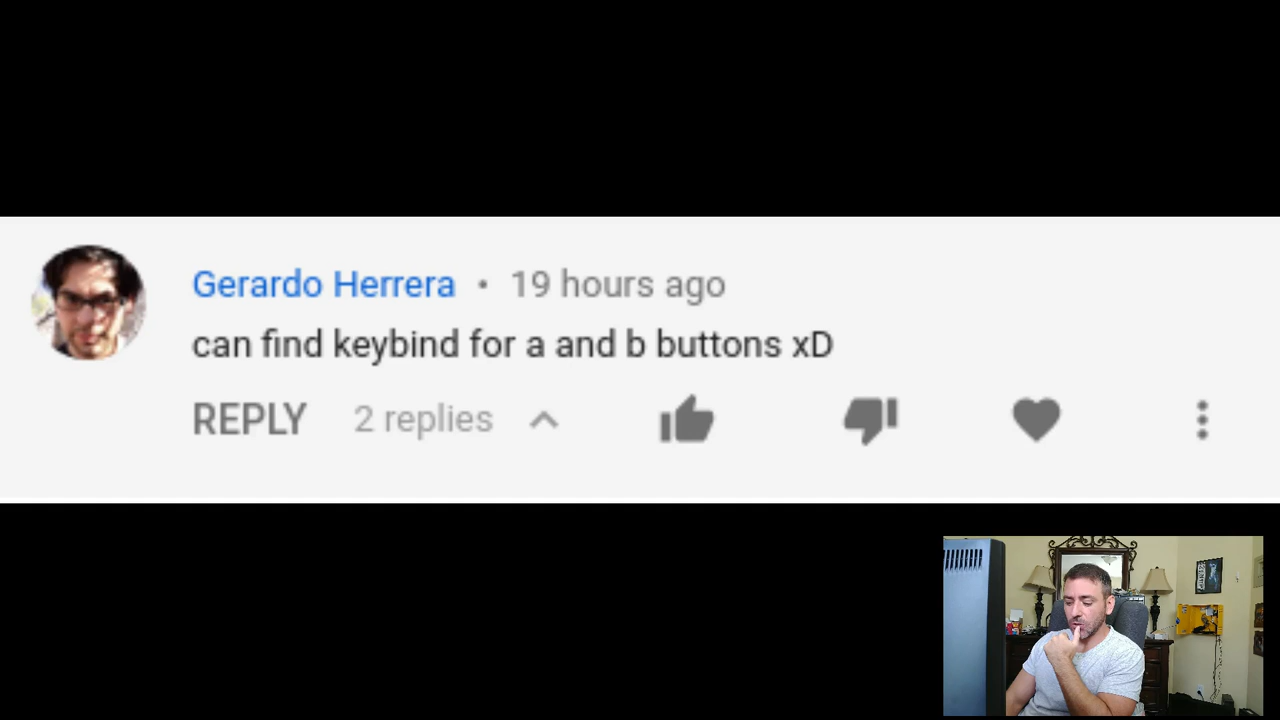 Gerardo Herrera • 19 hours ago
can find keybind for a and b buttons xD
REPLY 2 replies